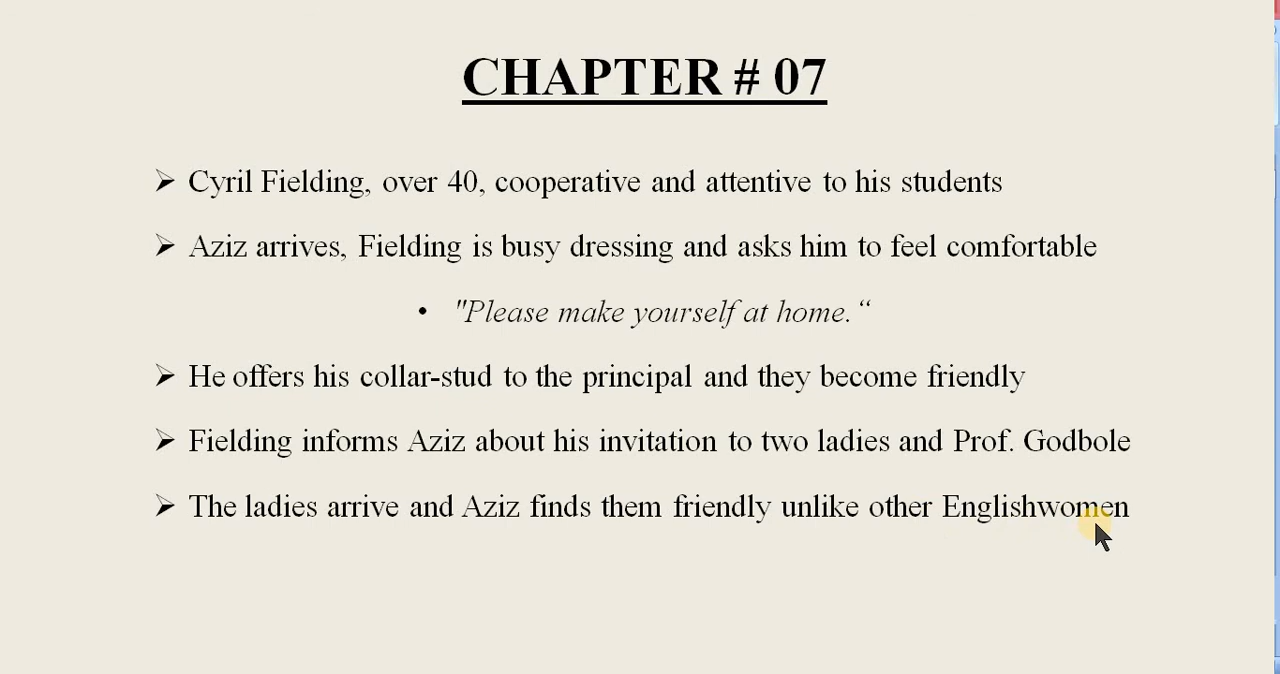 CHAPTER # 07
➢ Cyril Fielding, over 40, cooperative and attentive to his students
➢ Aziz arrives, Fielding is busy dressing and asks him to feel comfortable
• "Please make yourself at home.“
➢ He offers his collar-stud to the principal and they become friendly
➢ Fielding informs Aziz about his invitation to two ladies and Prof. Godbole
➢ The ladies arrive and Aziz finds them friendly unlike other Englishwomen